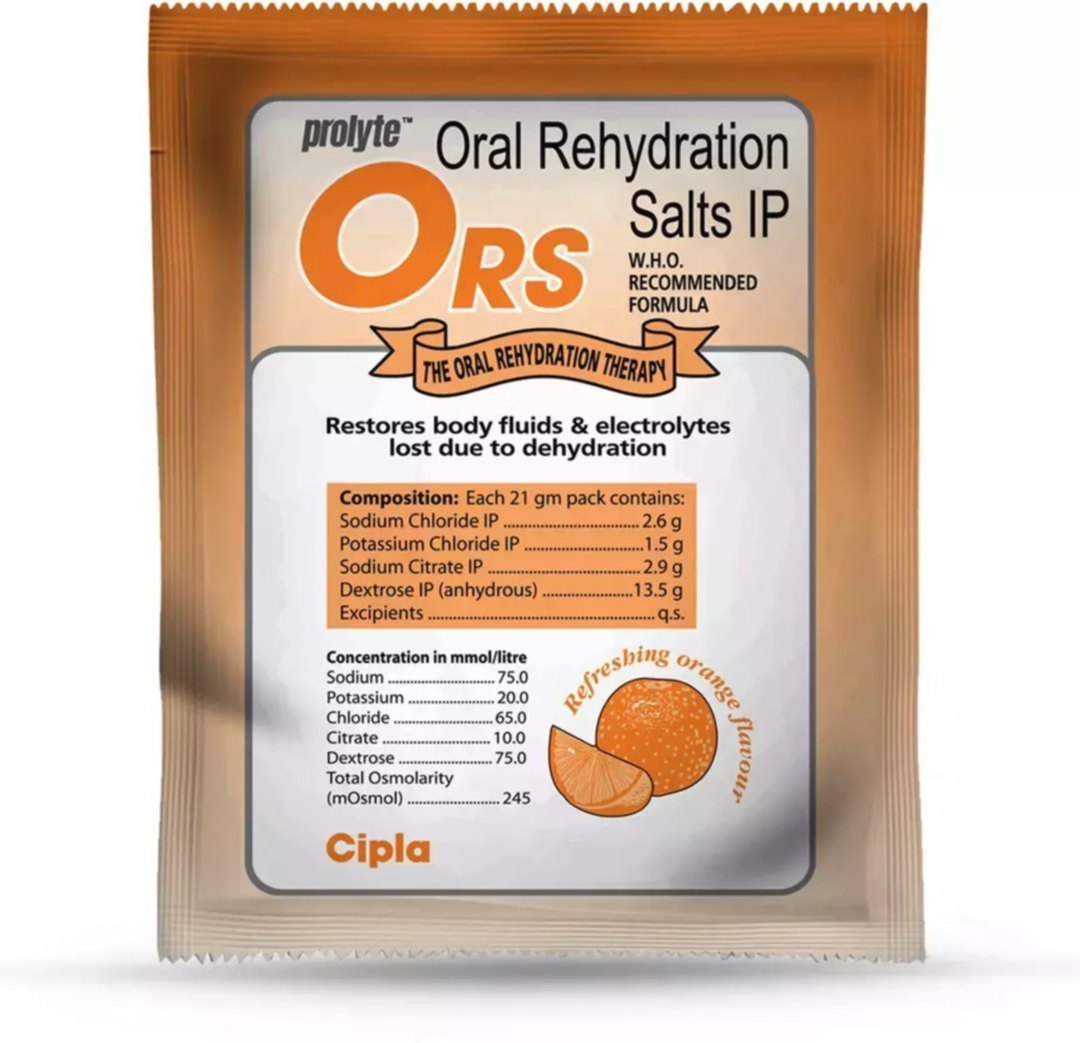 prolyte™
Oral Rehydration
Salts IP
ORS
W.H.O.
RECOMMENDED
FORMULA
THE ORAL REHYDRATION THERAPY
Restores body fluids & electrolytes
lost due to dehydration
Composition: Each 21 gm pack contains:
Sodium Chloride IP ............................... 2.6 g
Potassium Chloride IP ...........................1.5 g
Sodium Citrate IP ................................... 2.9 g
Dextrose IP (anhydrous) ....................13.5 g
Excipients ................................................... q.s.
Concentration in mmol/litre
Sodium ......................... 75.0
Potassium .................... 20.0
Chloride ....................... 65.0
Citrate .......................... 10.0
Dextrose ...................... 75.0
Total Osmolarity
(mOsmol) ..................... 245
Refreshing orange flavour
Cipla